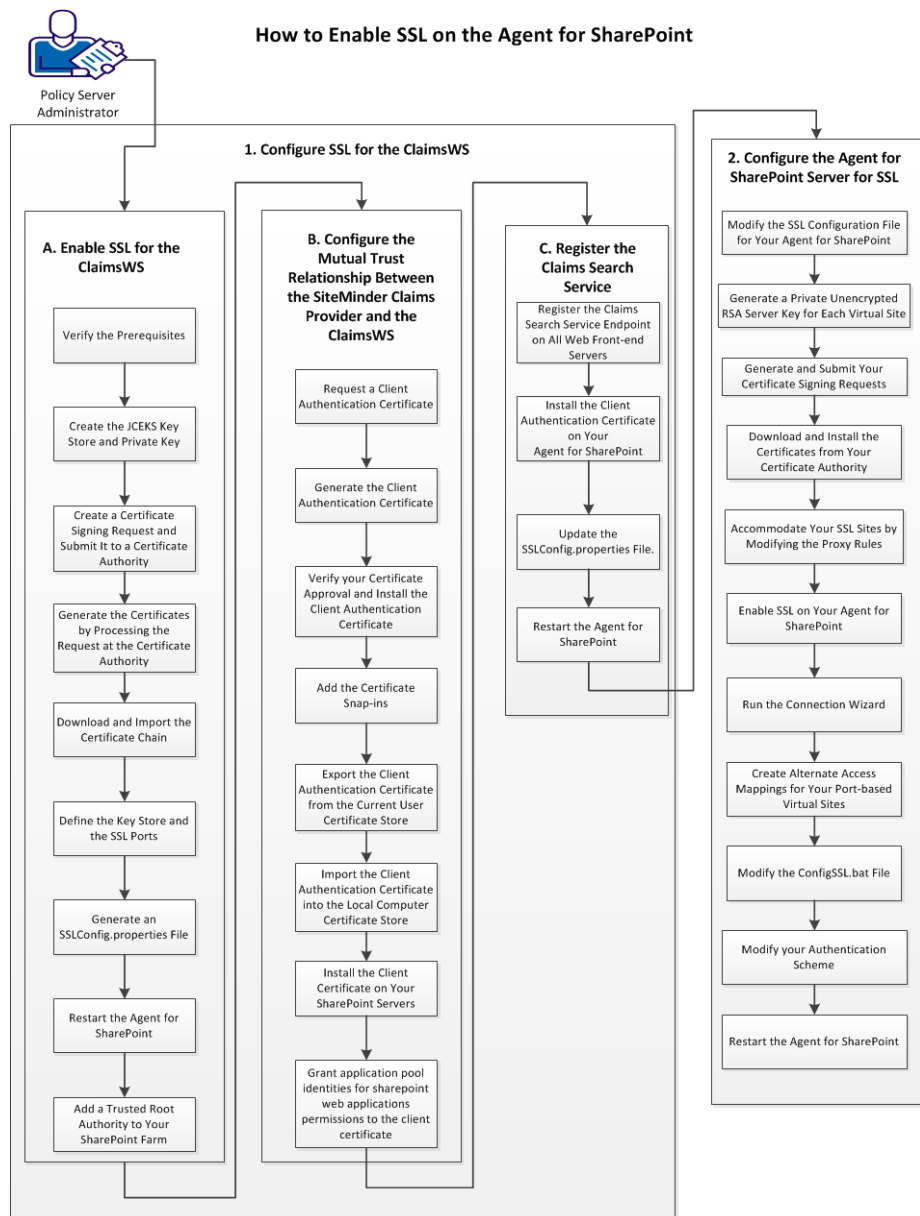 How to Enable SSL on the Agent for SharePoint
Policy Server
Administrator
1. Configure SSL for the ClaimsWS
A. Enable SSL for the
ClaimsWS
Verify the Prerequisites
Create the JCEKS Key
Store and Private Key
Create a Certificate
Signing Request and
Submit It to a Certificate
Authority
Generate the Certificates
by Processing the
Request at the Certificate
Authority
Download and Import the
Certificate Chain
Define the Key Store and
the SSL Ports
Generate an
SSLConfig.properties File
Restart the Agent for
SharePoint
Add a Trusted Root
Authority to Your
SharePoint Farm
B. Configure the
Mutual Trust
Relationship Between
the SiteMinder Claims
Provider and the
ClaimsWS
Request a Client
Authentication Certificate
Generate the Client
Authentication Certificate
Verify your Certificate
Approval and Install the
Client Authentication
Certificate
Add the Certificate
Snap-ins
Export the Client
Authentication Certificate
from the Current User
Certificate Store
Import the Client
Authentication Certificate
into the Local Computer
Certificate Store
Install the Client
Certificate on Your
SharePoint Servers
Grant application pool
identities for sharepoint
web applications
permissions to the client
certificate
C. Register the
Claims Search
Service
Register the Claims
Search Service Endpoint
on All Web Front-end
Servers
Install the Client
Authentication Certificate
on Your
Agent for SharePoint
Update the
SSLConfig.properties File.
Restart the Agent for
SharePoint
2. Configure the Agent for
SharePoint Server for SSL
Modify the SSL Configuration File
for Your Agent for SharePoint
Generate a Private Unencrypted
RSA Server Key for Each Virtual Site
Generate and Submit Your
Certificate Signing Requests
Download and Install the
Certificates from Your
Certificate Authority
Accommodate Your SSL Sites by
Modifying the Proxy Rules
Enable SSL on Your Agent for
SharePoint
Run the Connection Wizard
Create Alternate Access
Mappings for Your Port-based
Virtual Sites
Modify the ConfigSSL.bat File
Modify your Authentication
Scheme
Restart the Agent for SharePoint